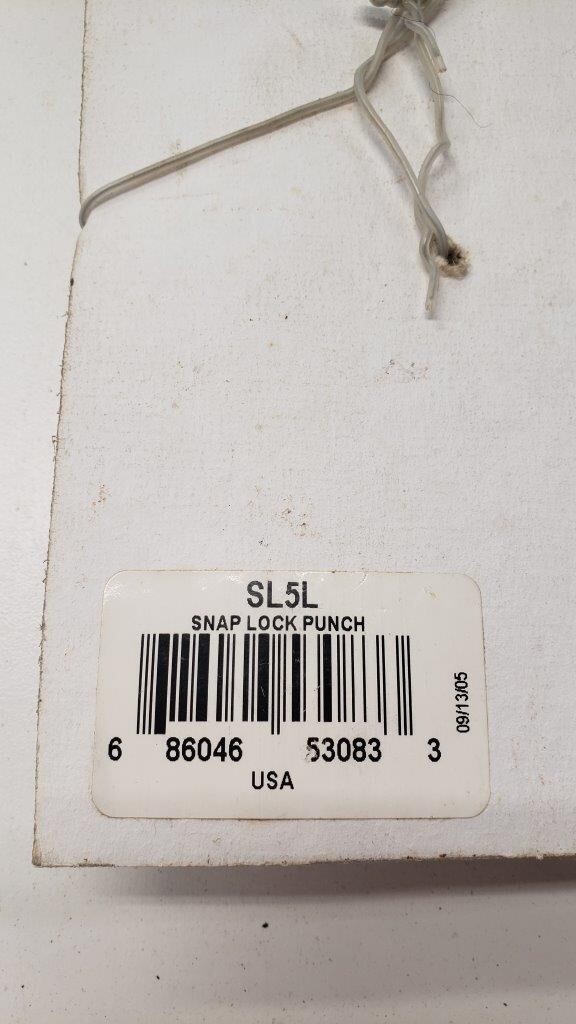 SL5L
SNAP LOCK PUNCH
09/13/05
6 86046 53083 3
USA